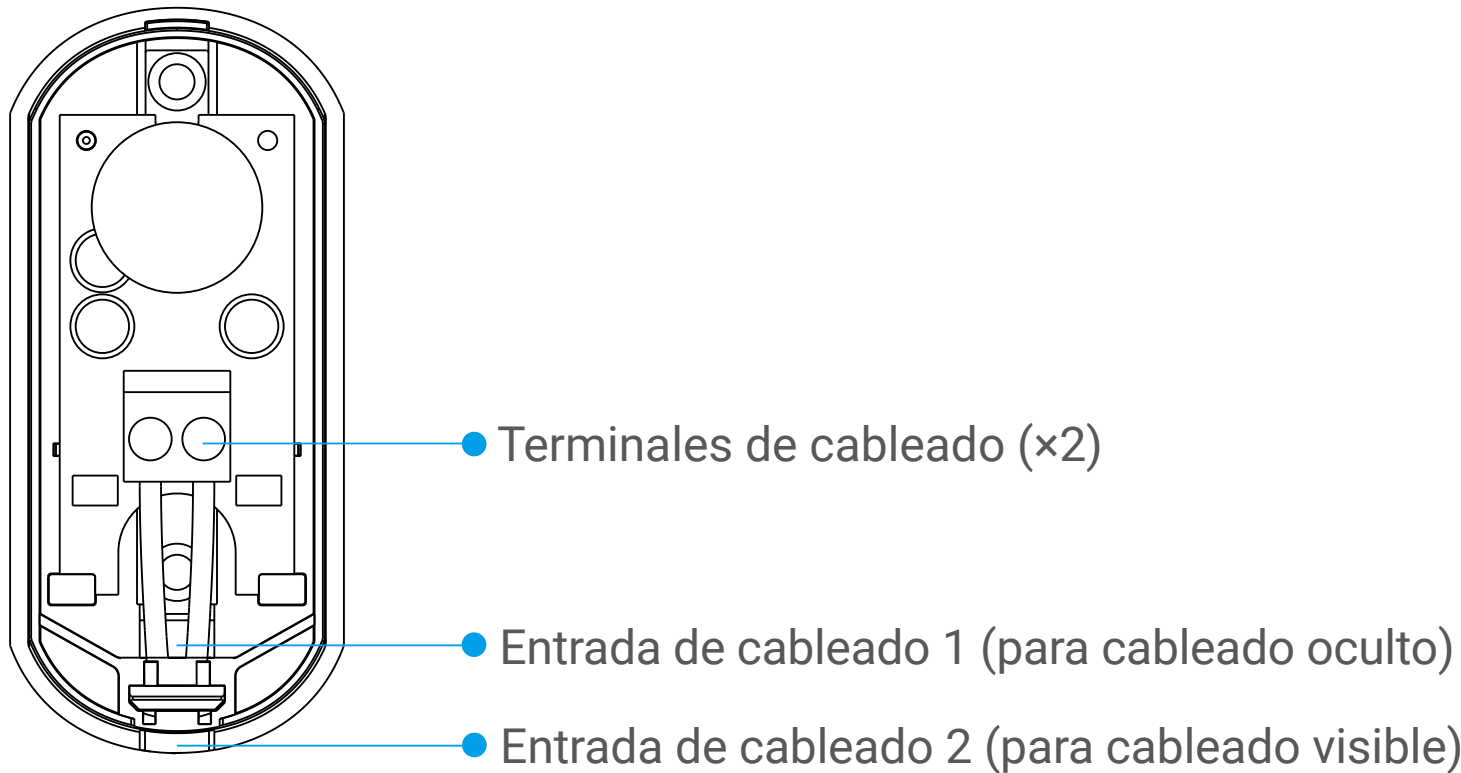 Terminales de cableado (×2)
Entrada de cableado 1 (para cableado oculto)
Entrada de cableado 2 (para cableado visible)